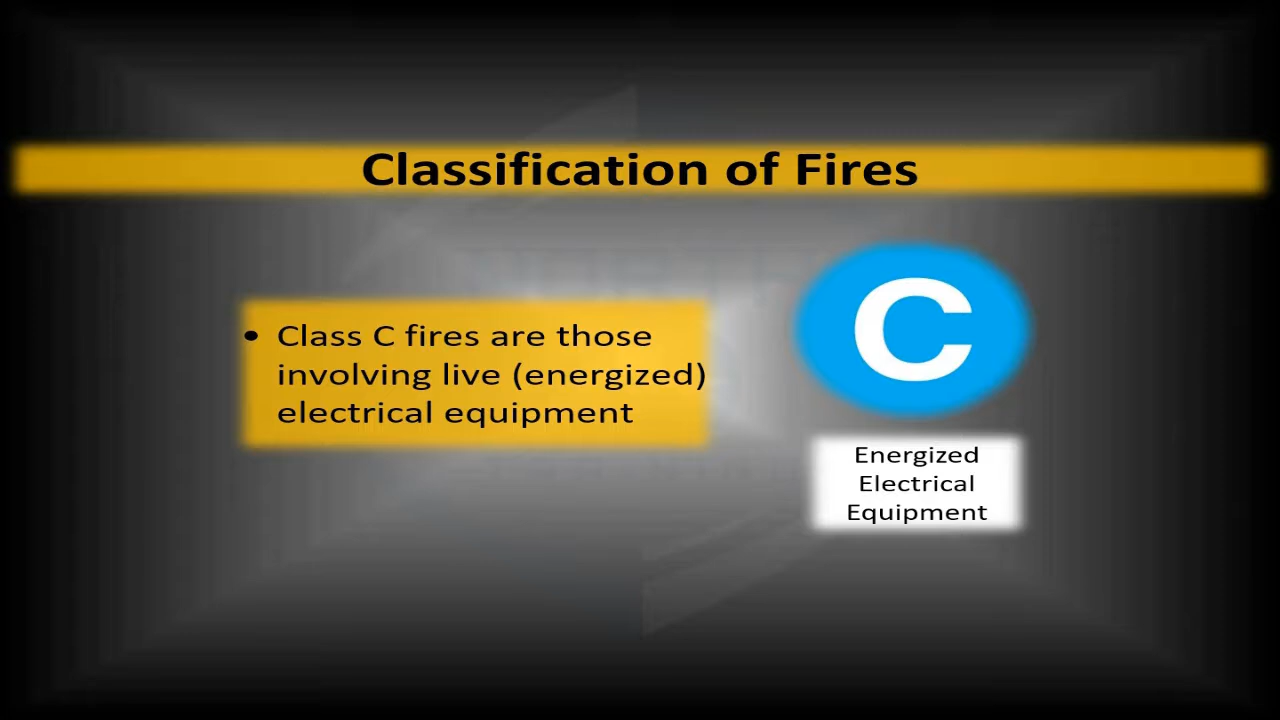 Classification of Fires
• Class C fires are those
involving live (energized)
electrical equipment
C
Energized
Electrical
Equipment